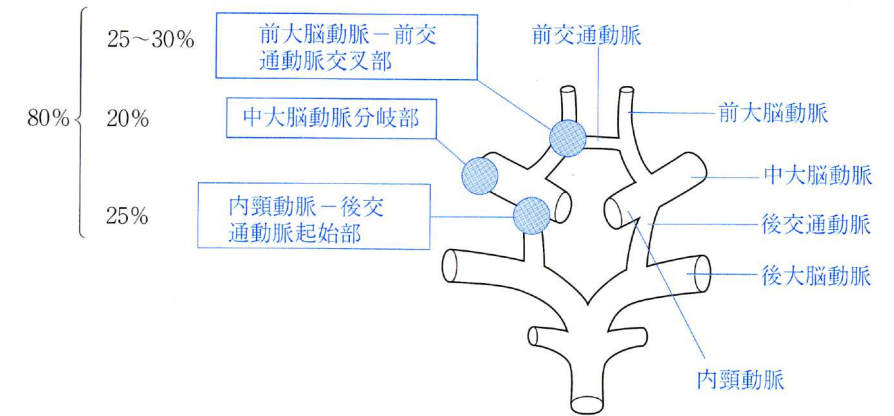 80%
25～30%
前大脳動脈－前交
通動脈交叉部
20%
中大脳動脈分岐部
25%
内頸動脈－後交
通動脈起始部
前交通動脈
前大脳動脈
中大脳動脈
後交通動脈
後大脳動脈
内頸動脈